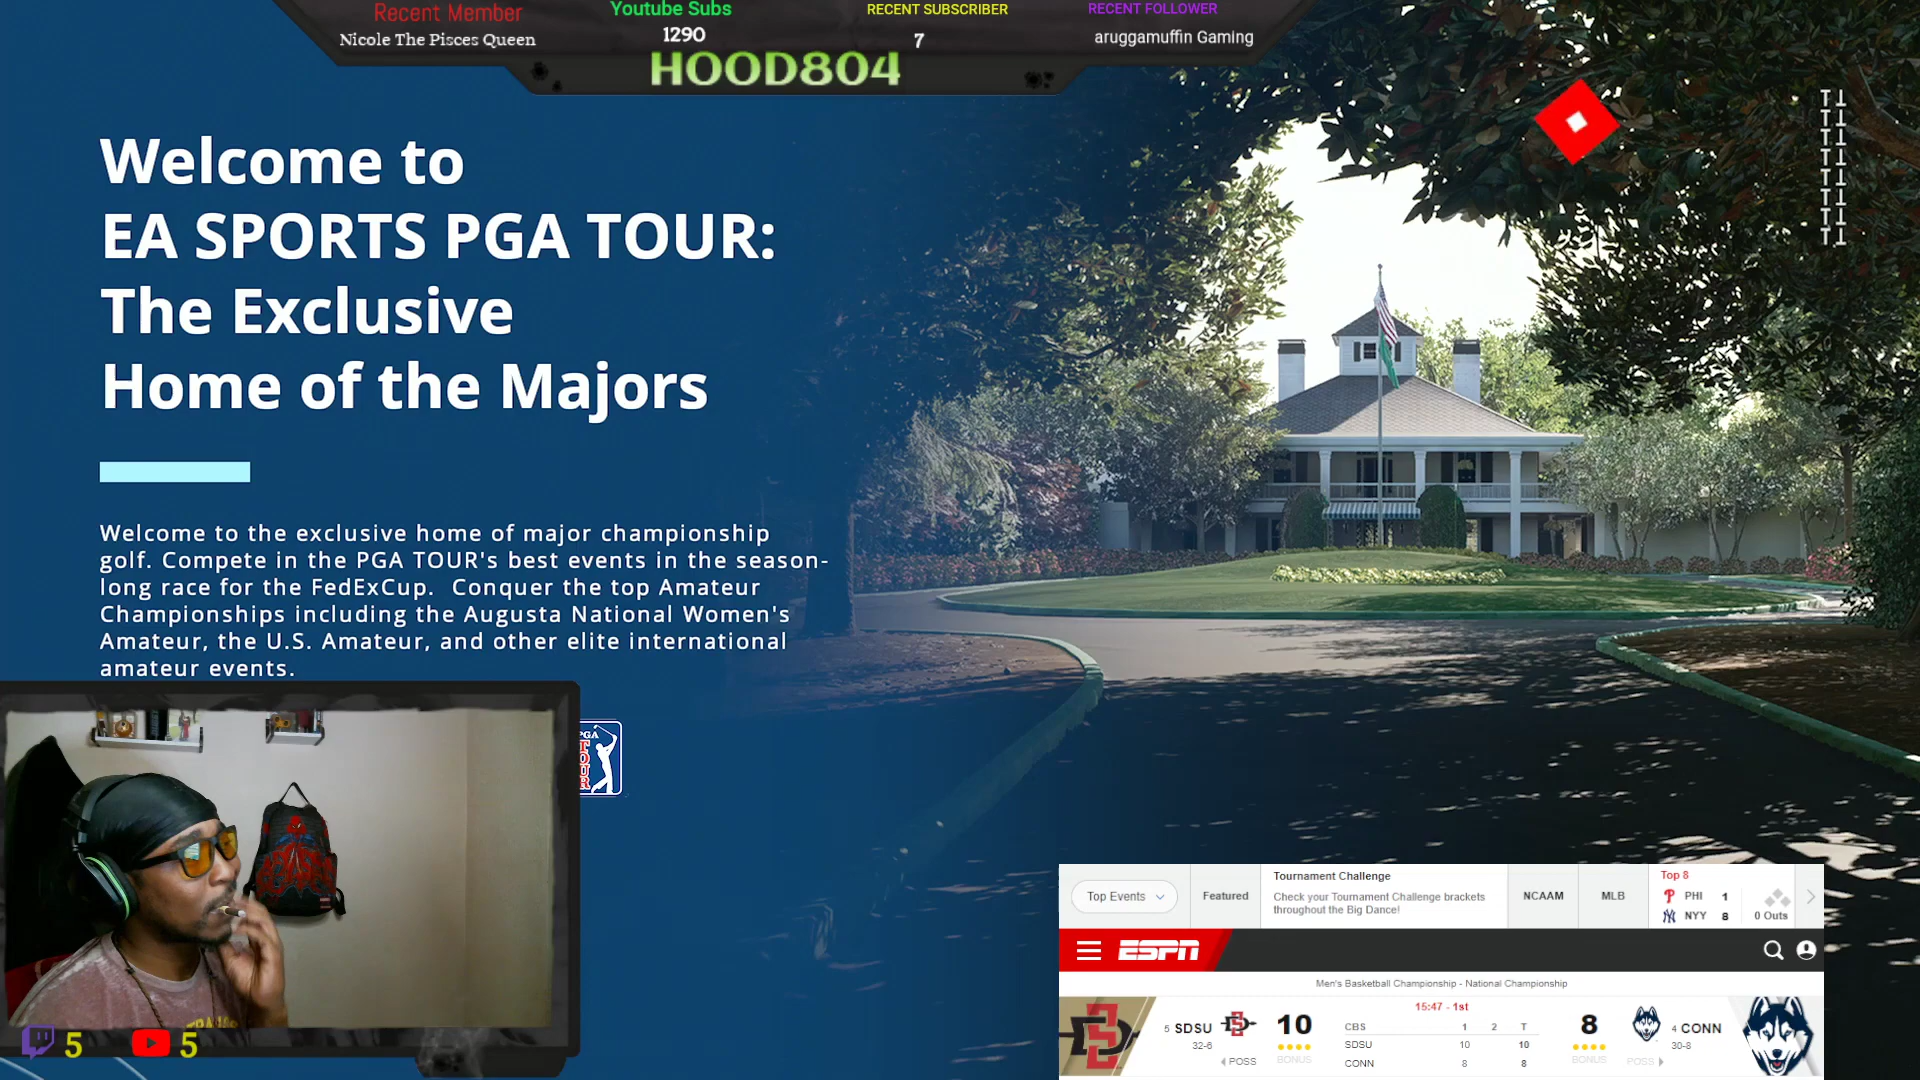 Recent Member
Nicole The Pisces Queen
Youtube Subs
1290
RECENT SUBSCRIBER
7
RECENT FOLLOWER
aruggamuffin Gaming
HOOD804
Welcome to
EA SPORTS PGA TOUR:
The Exclusive
Home of the Majors
Welcome to the exclusive home of major championship
golf. Compete in the PGA TOUR's best events in the season-
long race for the FedExCup. Conquer the top Amateur
Championships including the Augusta National Women's
Amateur, the U.S. Amateur, and other elite international
amateur events.
PGA
TOUR
5
5
Top Events
Featured
Tournament Challenge
Check your Tournament Challenge brackets
throughout the Big Dance!
NCAAM
MLB
Top 8
PHI 1
NYY 8
0 Outs
ESPN
Men's Basketball Championship - National Championship
15:47 - 1st
5 SDSU
32-6
10
BONUS
POSS
CBS 1 2 T
SDSU 10 10
CONN 8 8
8
BONUS
POSS
4 CONN
30-8